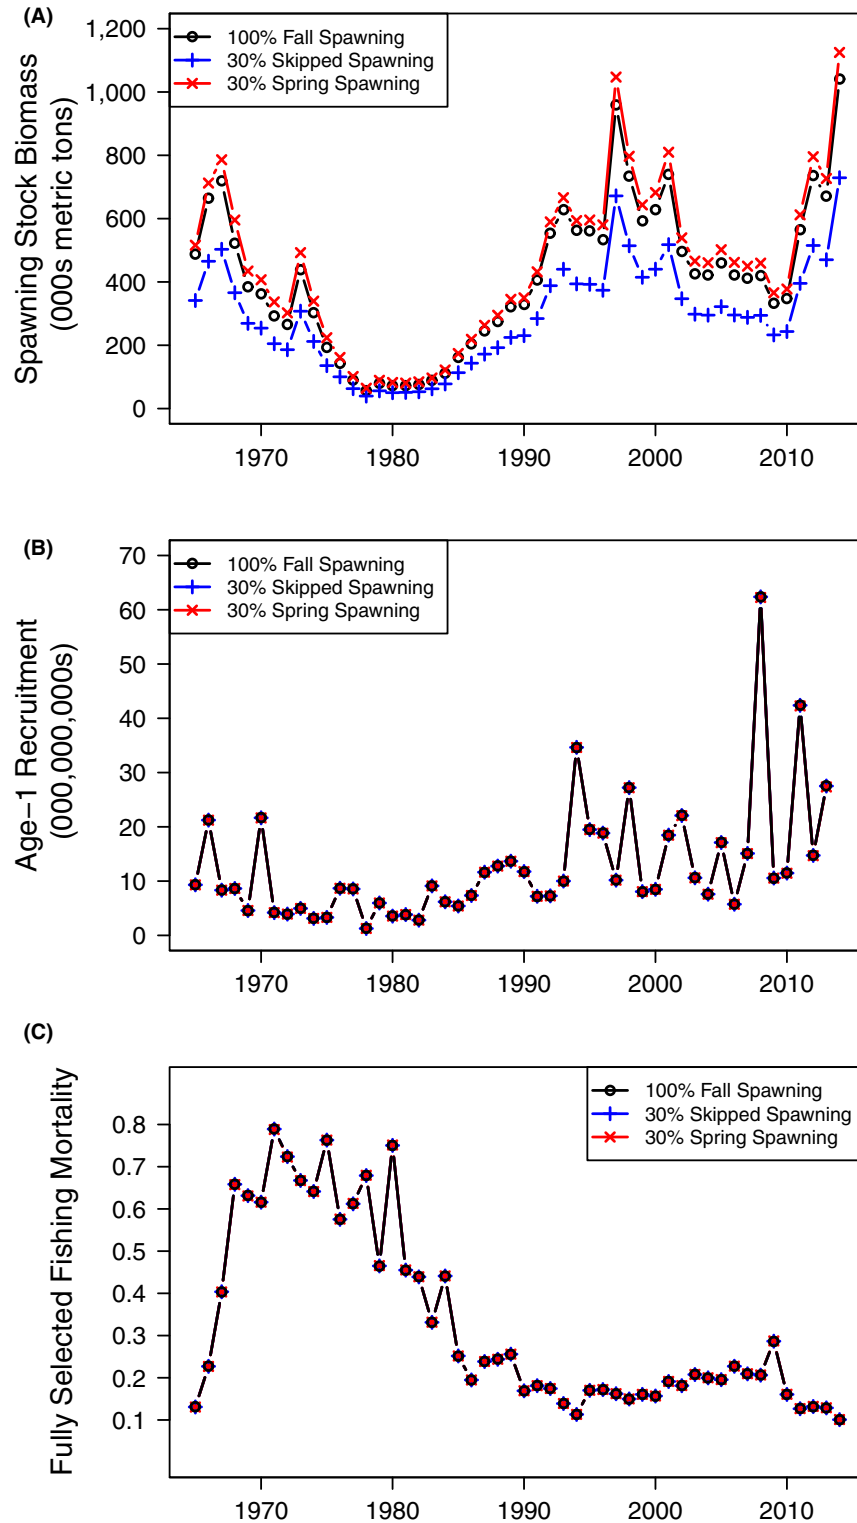 (A)
1,200
1,000
800
600
400
200
0
Spawning Stock Biomass
(000s metric tons)
100% Fall Spawning
30% Skipped Spawning
30% Spring Spawning
1970 1980 1990 2000 2010
(B)
70
60
50
40
30
20
10
0
Age−1 Recruitment
(000,000,000s)
100% Fall Spawning
30% Skipped Spawning
30% Spring Spawning
1970 1980 1990 2000 2010
(C)
0.8
0.7
0.6
0.5
0.4
0.3
0.2
0.1
Fully Selected Fishing Mortality
100% Fall Spawning
30% Skipped Spawning
30% Spring Spawning
1970 1980 1990 2000 2010